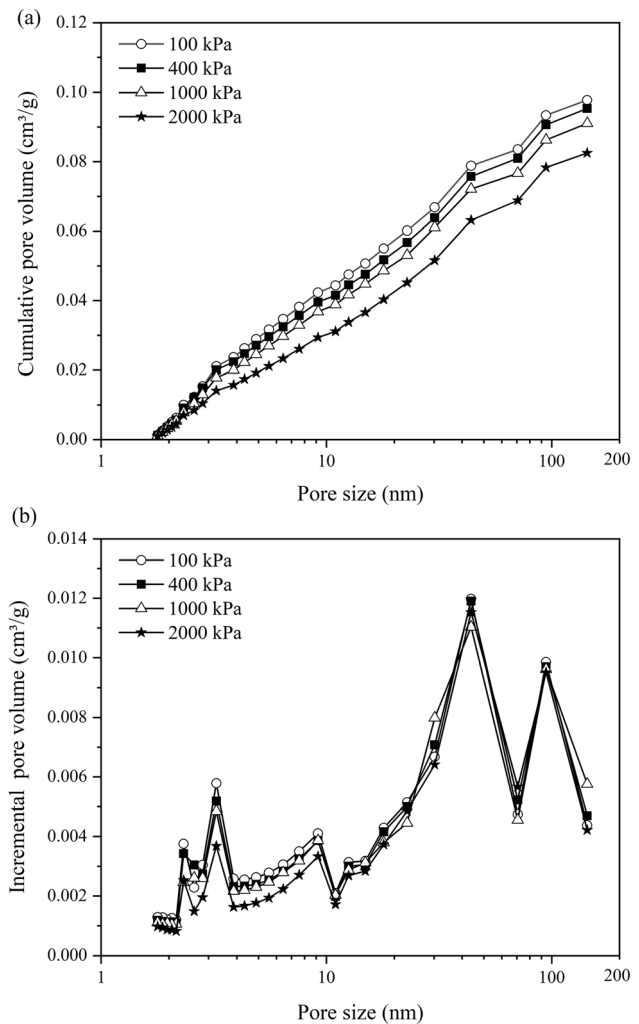 (a)
0.12
100 kPa
400 kPa
1000 kPa
2000 kPa
0.10
0.08
0.06
0.04
0.02
0.00
Cumulative pore volume (cm³/g)
1
10
100
200
Pore size (nm)
(b)
0.014
100 kPa
400 kPa
1000 kPa
2000 kPa
0.012
0.010
0.008
0.006
0.004
0.002
0.000
Incremental pore volume (cm³/g)
1
10
100
200
Pore size (nm)